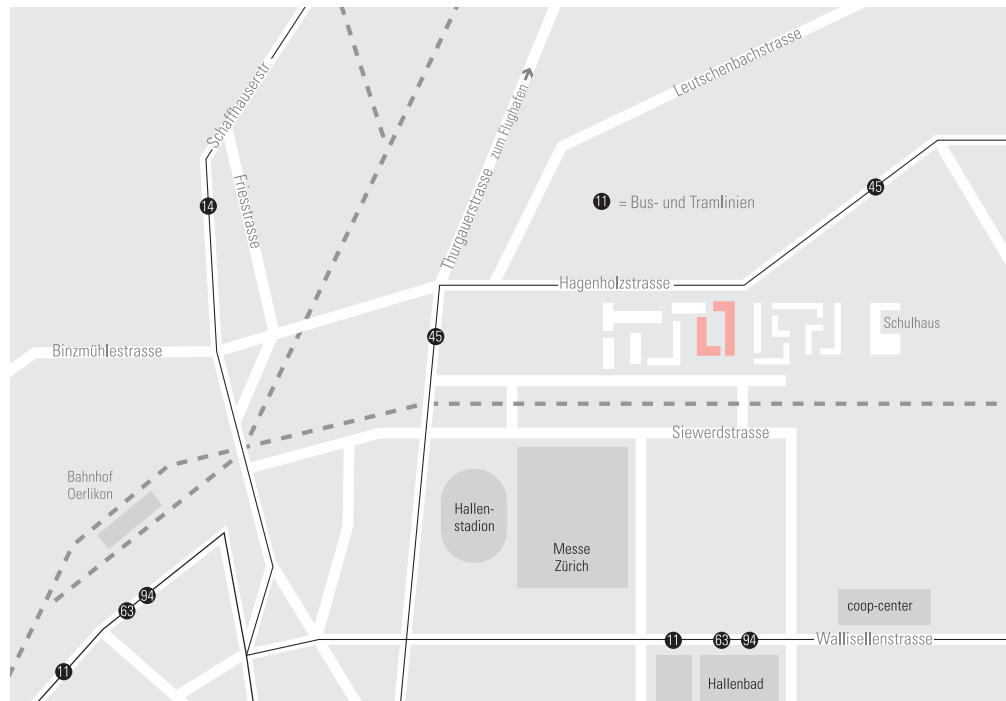 Schaffhauserstr.
Leutschenbachstrasse
Thurgauerstrasse zum Flughafen
Friesstrasse
45
11 = Bus- und Tramlinien
14
Hagenholzstrasse
Schulhaus
45
Binzmühlestrasse
Siewerdstrasse
Bahnhof
Oerlikon
Hallen-
stadion
Messe
Zürich
94
63
coop-center
11
63
94
Wallisellenstrasse
11
Hallenbad